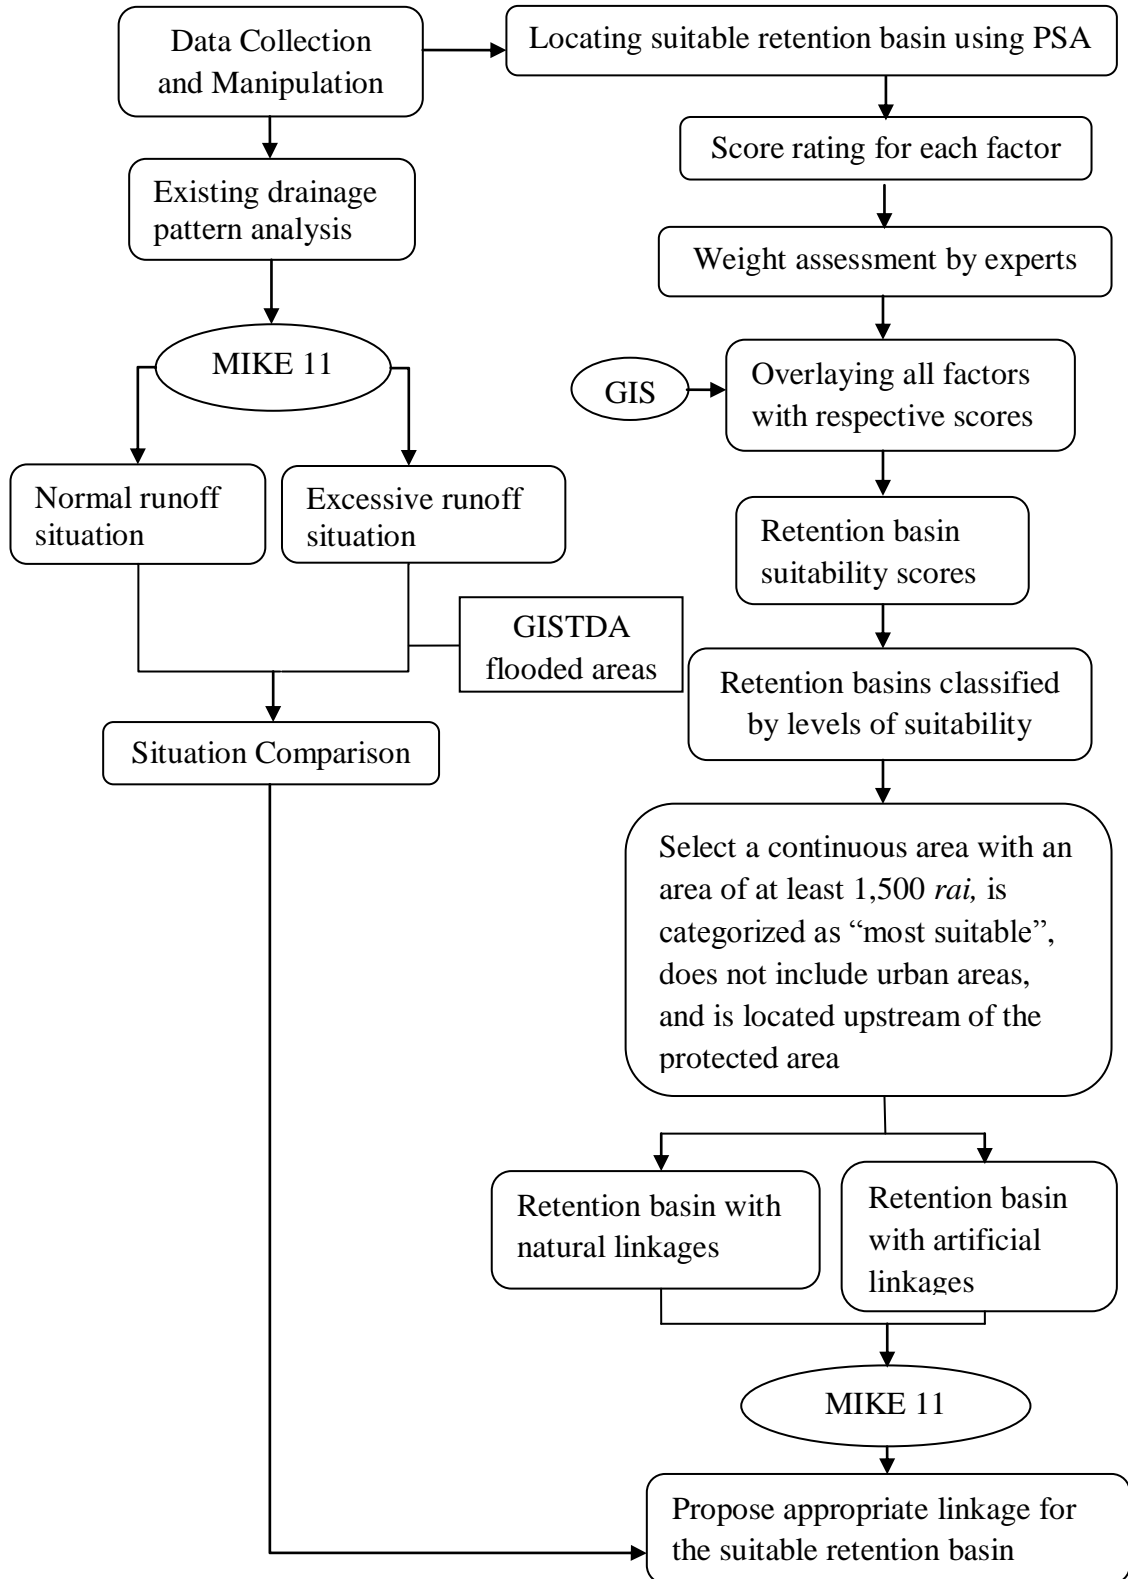 Data Collection
and Manipulation
Locating suitable retention basin using PSA
Score rating for each factor
Existing drainage
pattern analysis
Weight assessment by experts
MIKE 11
GIS
Overlaying all factors
with respective scores
Normal runoff
situation
Excessive runoff
situation
Retention basin
suitability scores
GISTDA
flooded areas
Retention basins classified
by levels of suitability
Situation Comparison
Select a continuous area with an
area of at least 1,500 rai, is
categorized as “most suitable”,
does not include urban areas,
and is located upstream of the
protected area
Retention basin with
natural linkages
Retention basin
with artificial
linkages
MIKE 11
Propose appropriate linkage for
the suitable retention basin